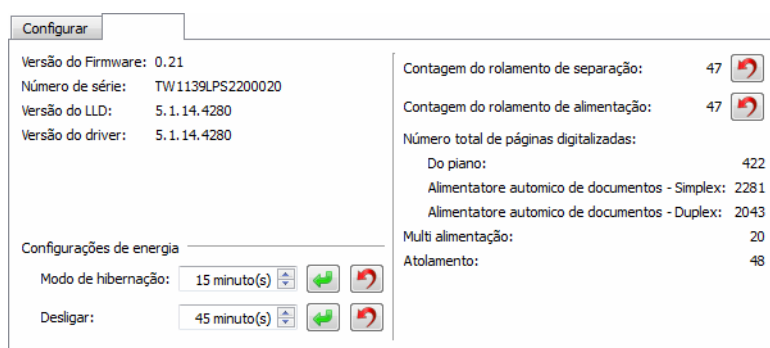 Configurar
Versão do Firmware: 0.21
Número de série: TW1139LPS2200020
Versão do LLD: 5.1.14.4280
Versão do driver: 5.1.14.4280
Configurações de energia
Modo de hibernação: 15 minuto(s)
Desligar: 45 minuto(s)
Contagem do rolamento de separação: 47
Contagem do rolamento de alimentação: 47
Número total de páginas digitalizadas:
Do piano: 422
Alimentatore automico de documentos - Simplex: 2281
Alimentatore automico de documentos - Duplex: 2043
Multi alimentação: 20
Atolamento: 48